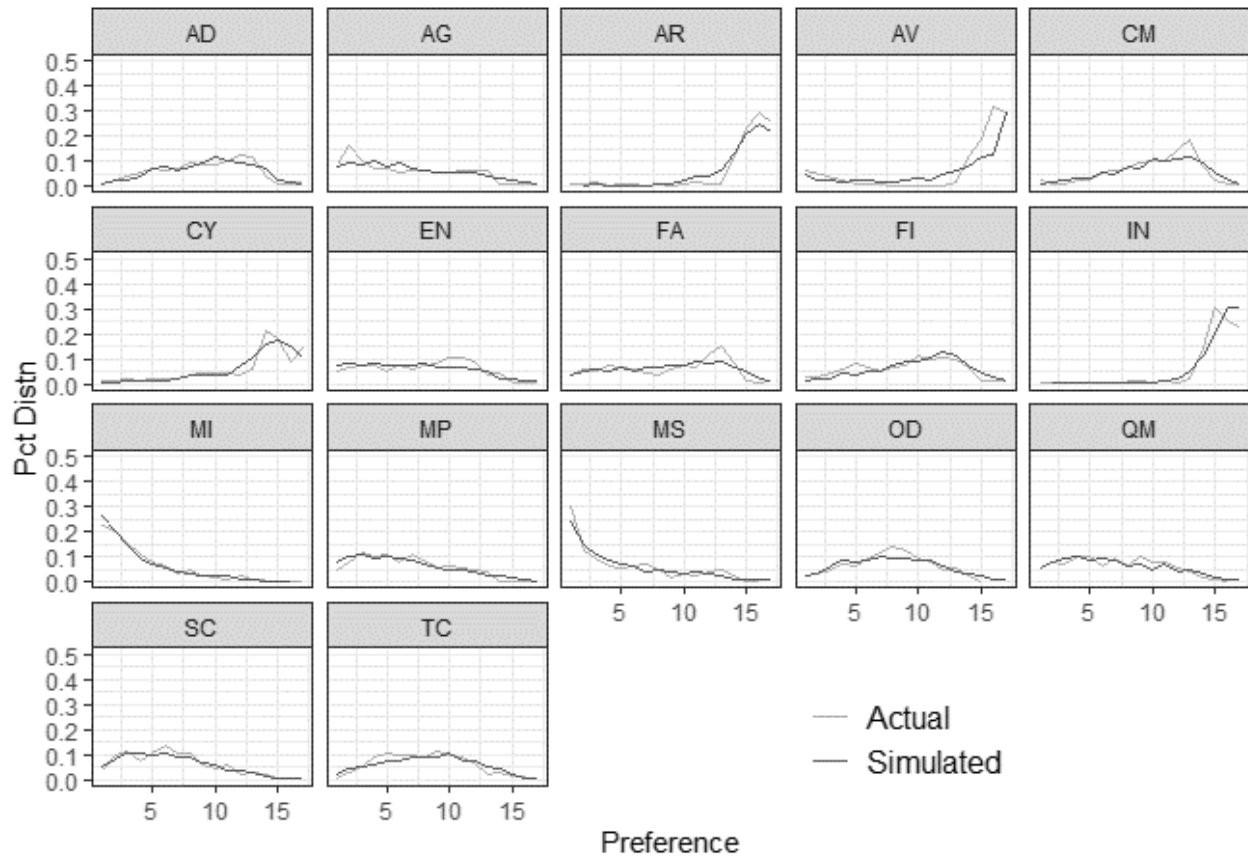 AD AG AR AV CM
0.5
0.4
0.3
0.2
0.1
0.0
CY EN FA FI IN
0.5
0.4
0.3
0.2
0.1
0.0
Pct Distn
MI MP MS OD QM
0.5
0.4
0.3
0.2
0.1
0.0
5 10 15 5 10 15 5 10 15
SC TC
0.5
0.4
0.3
0.2
0.1
0.0
5 10 15 5 10 15
Actual
Simulated
Preference